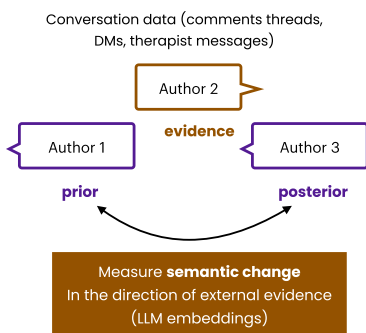 Conversation data (comments threads,
DMs, therapist messages)
Author 2
evidence
Author 1
Author 3
prior
posterior
Measure semantic change
In the direction of external evidence
(LLM embeddings)